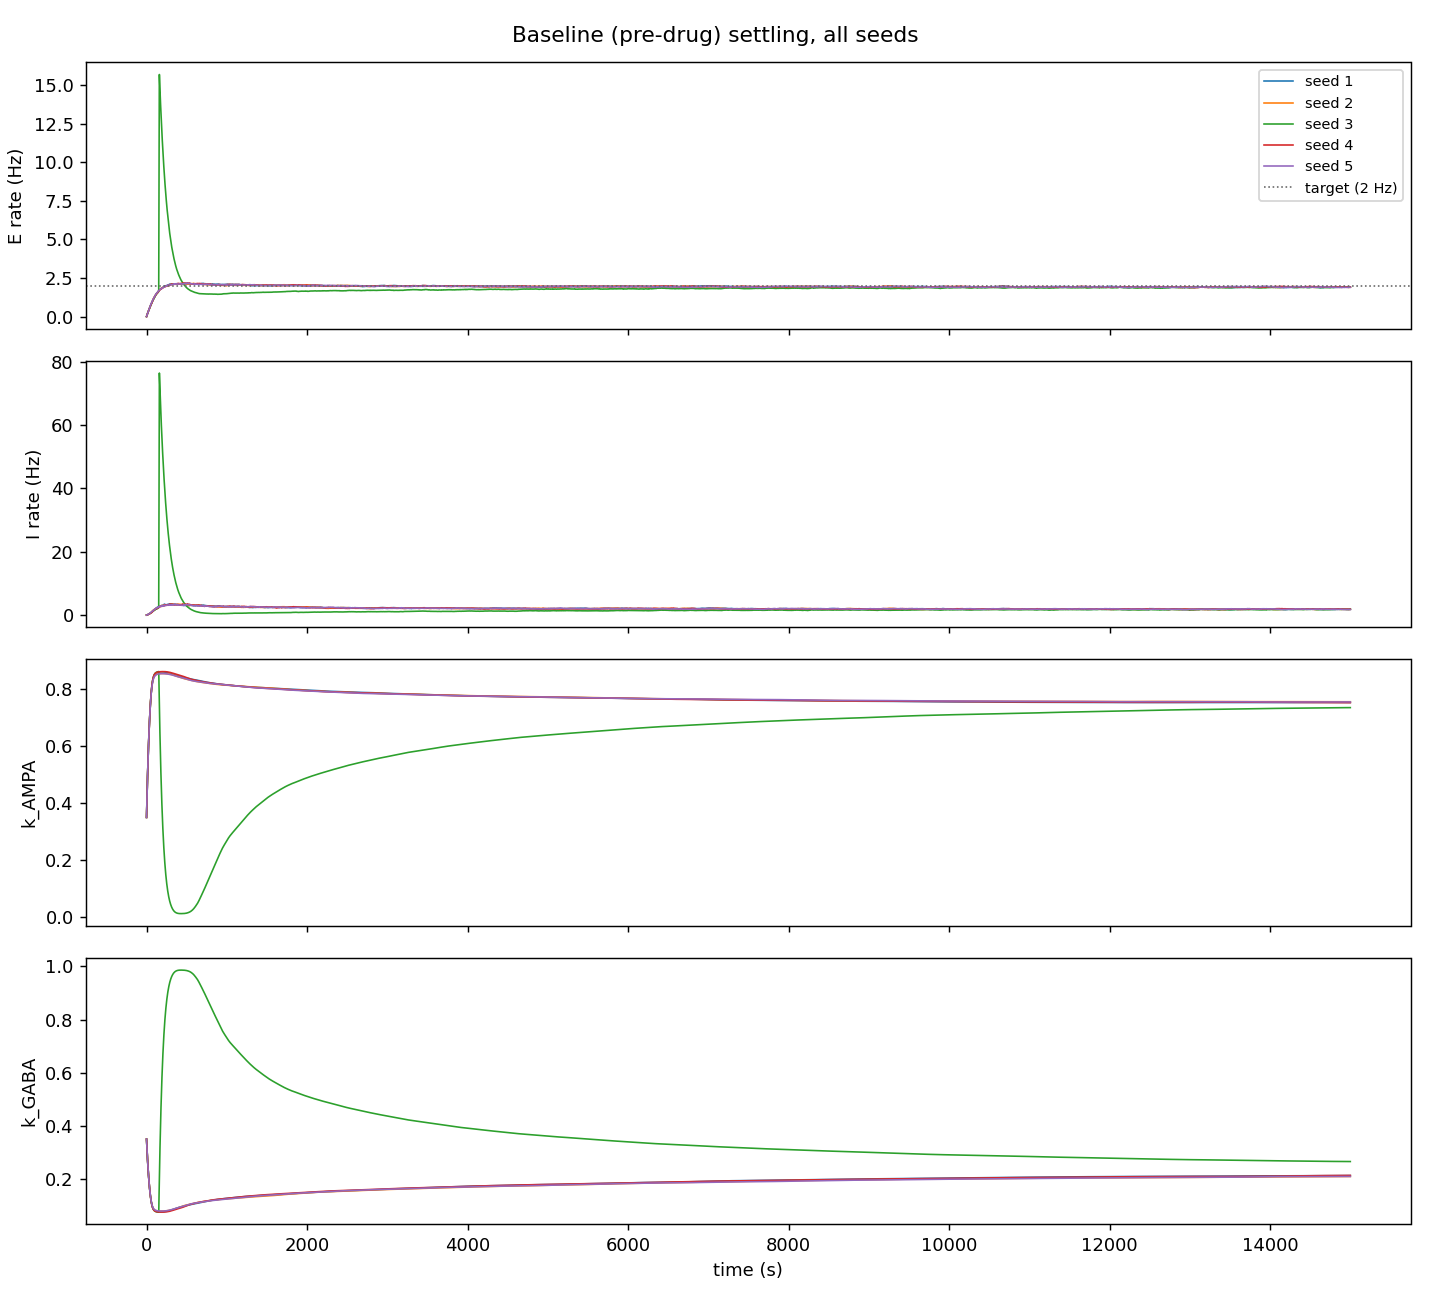 Baseline (pre-drug) settling, all seeds
E rate (Hz)
15.0
12.5
10.0
7.5
5.0
2.5
0.0
seed 1
seed 2
seed 3
seed 4
seed 5
target (2 Hz)
I rate (Hz)
80
60
40
20
0
k_AMPA
0.8
0.6
0.4
0.2
0.0
k_GABA
1.0
0.8
0.6
0.4
0.2
0 2000 4000 6000 8000 10000 12000 14000
time (s)